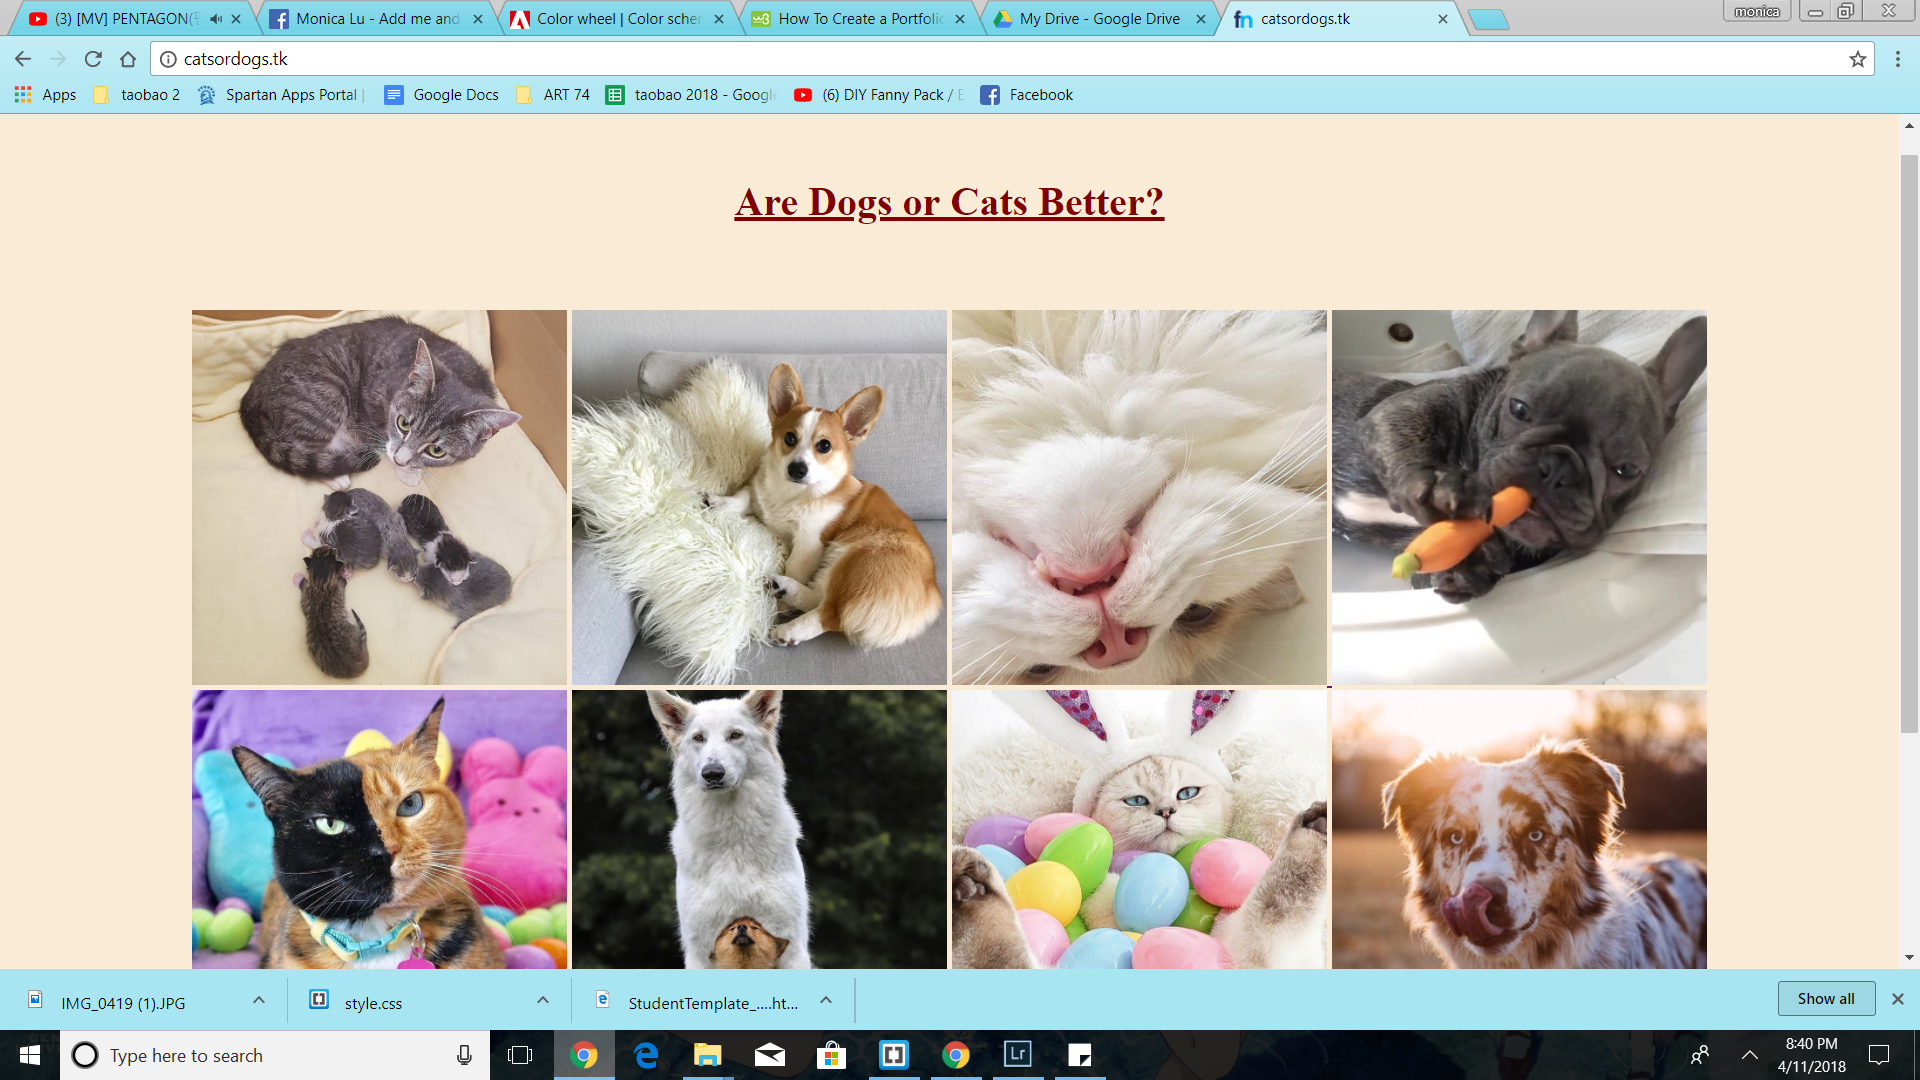 (3) [MV] PENTAGON(
Monica Lu - Add me and
Color wheel | Color scher
How To Create a Portfolio
My Drive - Google Drive
catsordogs.tk
monica
catsordogs.tk
Apps
taobao 2
Spartan Apps Portal |
Google Docs
ART 74
taobao 2018 - Google
(6) DIY Fanny Pack /
Facebook
Are Dogs or Cats Better?
IMG_0419 (1).JPG
style.css
StudentTemplate_....ht...
Show all
Type here to search
Lr
8:40 PM
4/11/2018